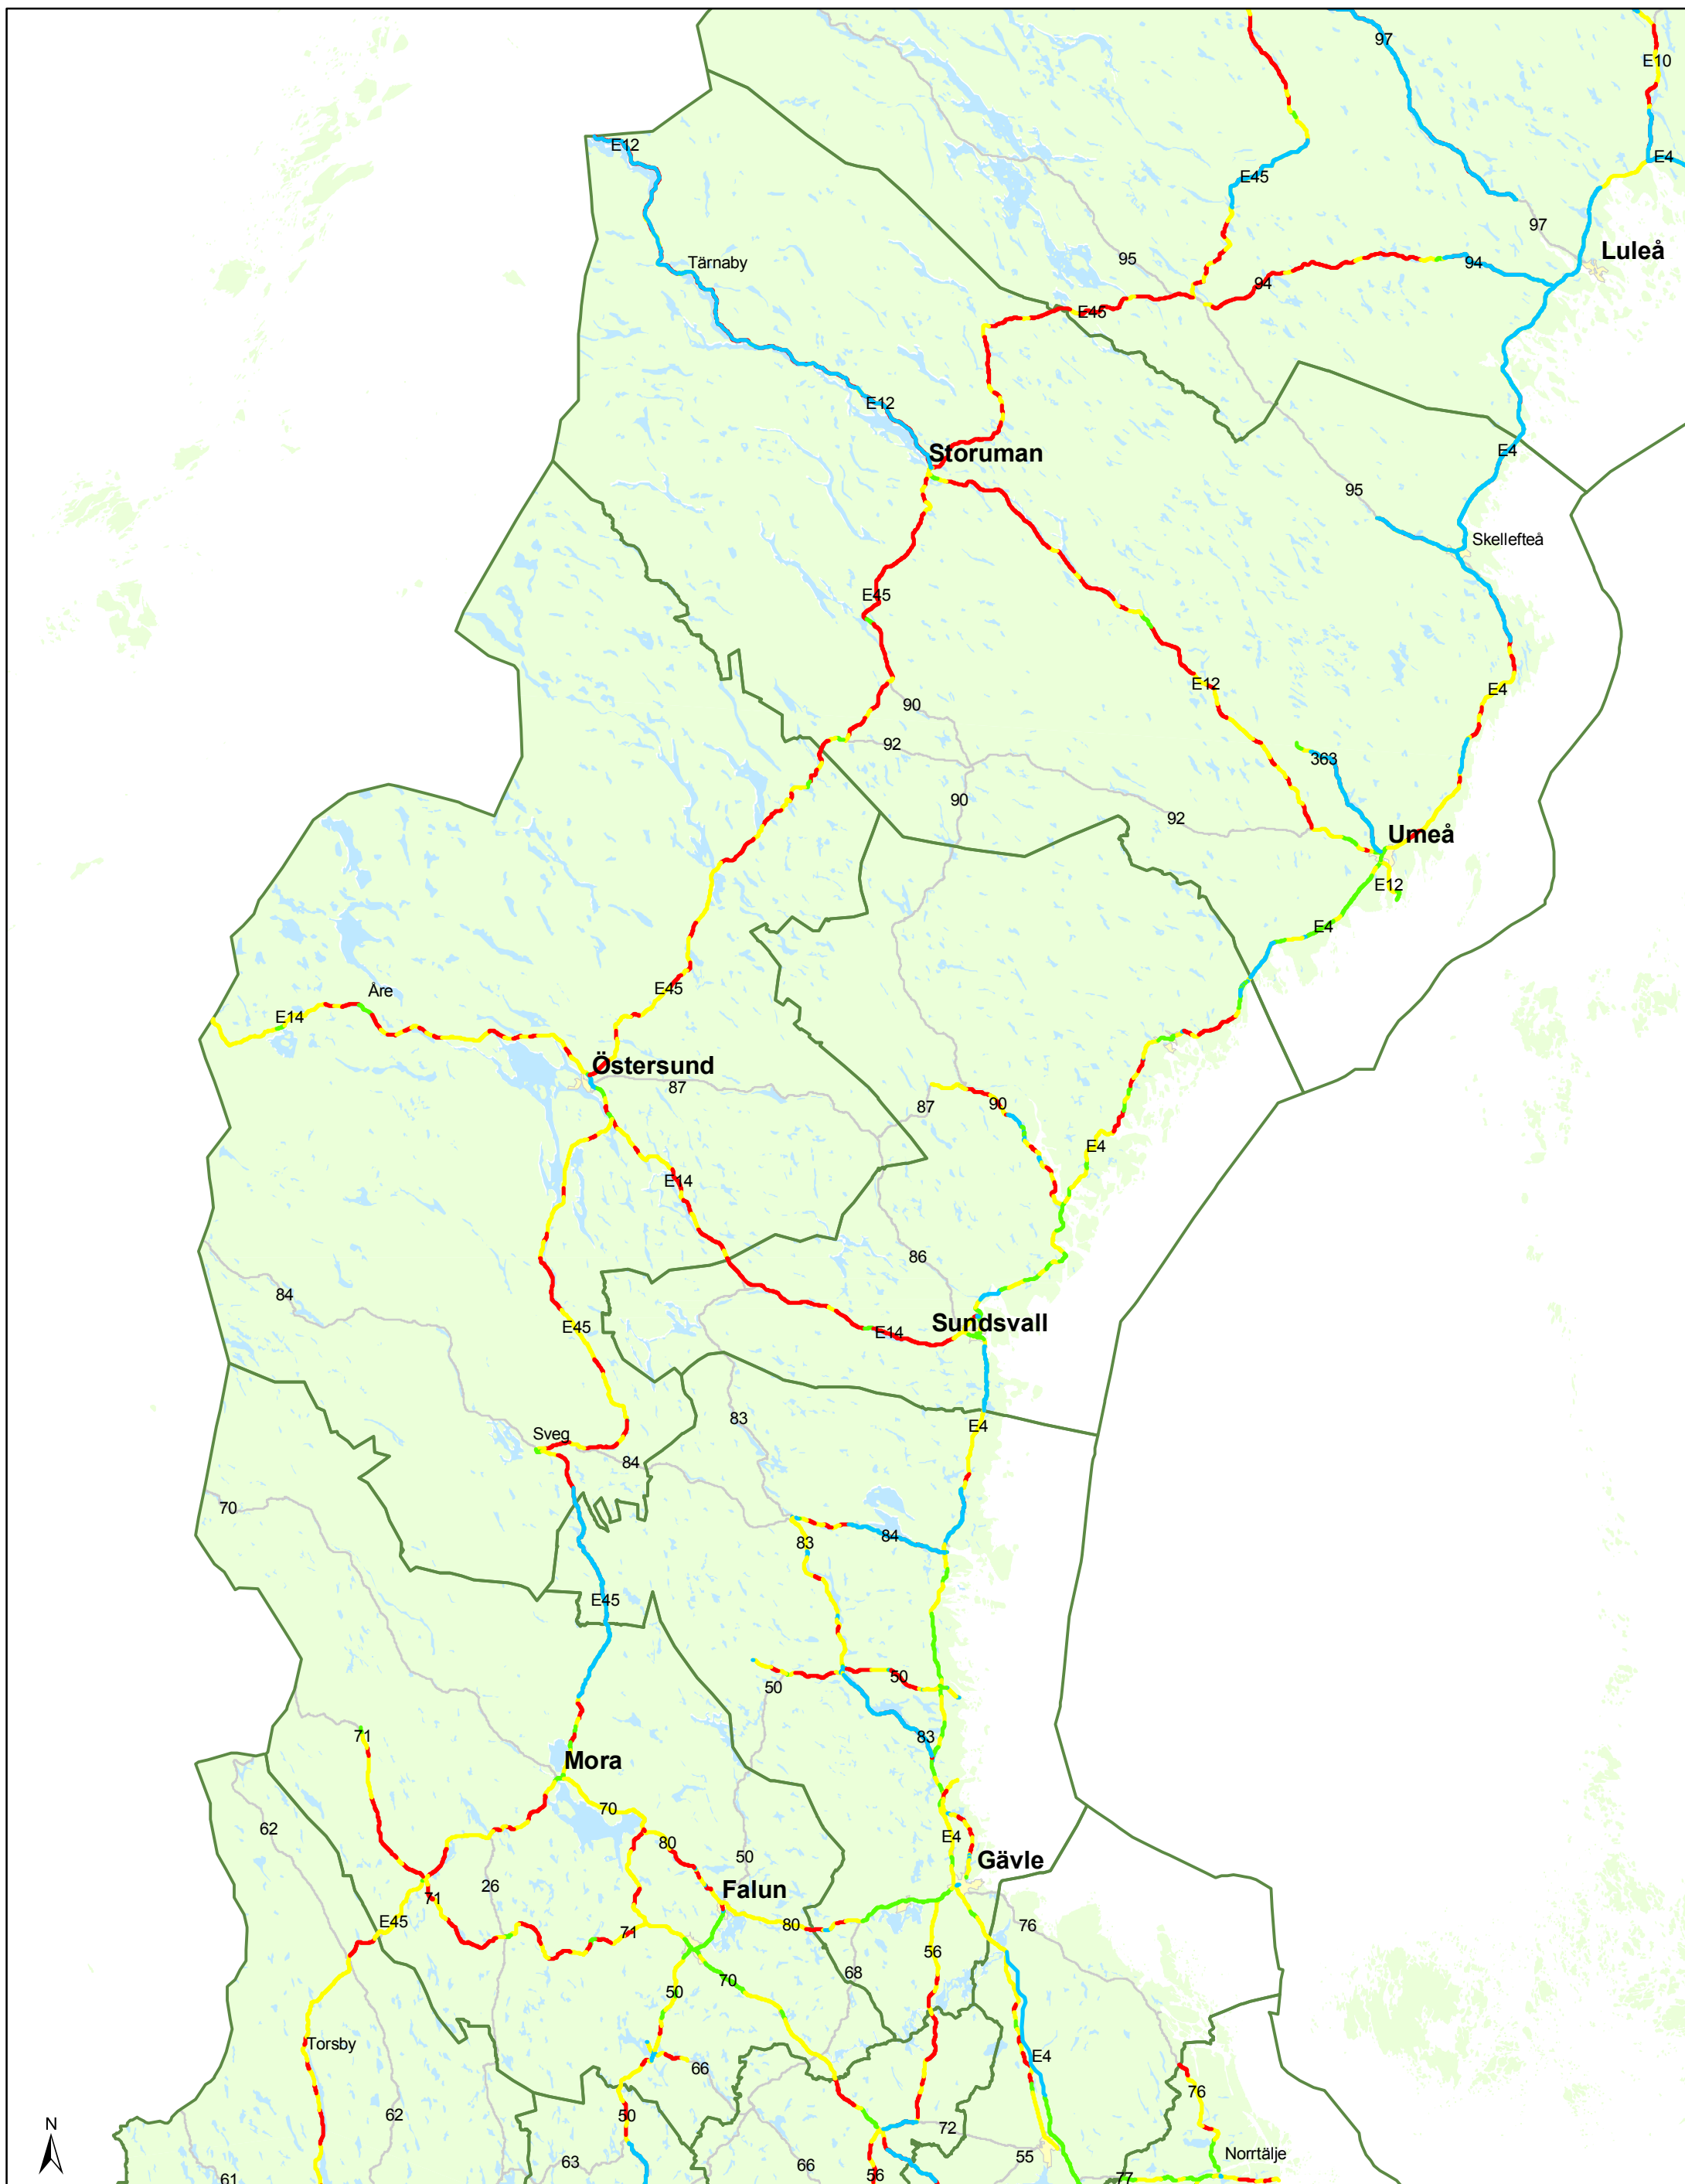 97
E10
E12
E4
E45
97
Luleå
Tärnaby
95
94
94
E45
E12
Storuman
E4
95
Skellefteå
E45
E12
E4
90
92
363
90
92
Umeå
E12
E4
Åre
E45
E14
Östersund
87
87
90
E4
E14
86
84
Sundsvall
E45
E14
83
E4
Sveg
84
70
84
83
E45
50
50
71
83
Mora
70
62
80
E4
50
Gävle
26
Falun
71
E45
80
76
71
56
68
70
50
Torsby
E4
66
76
50
62
72
N
Norrtälje
55
63
66
56
77
61